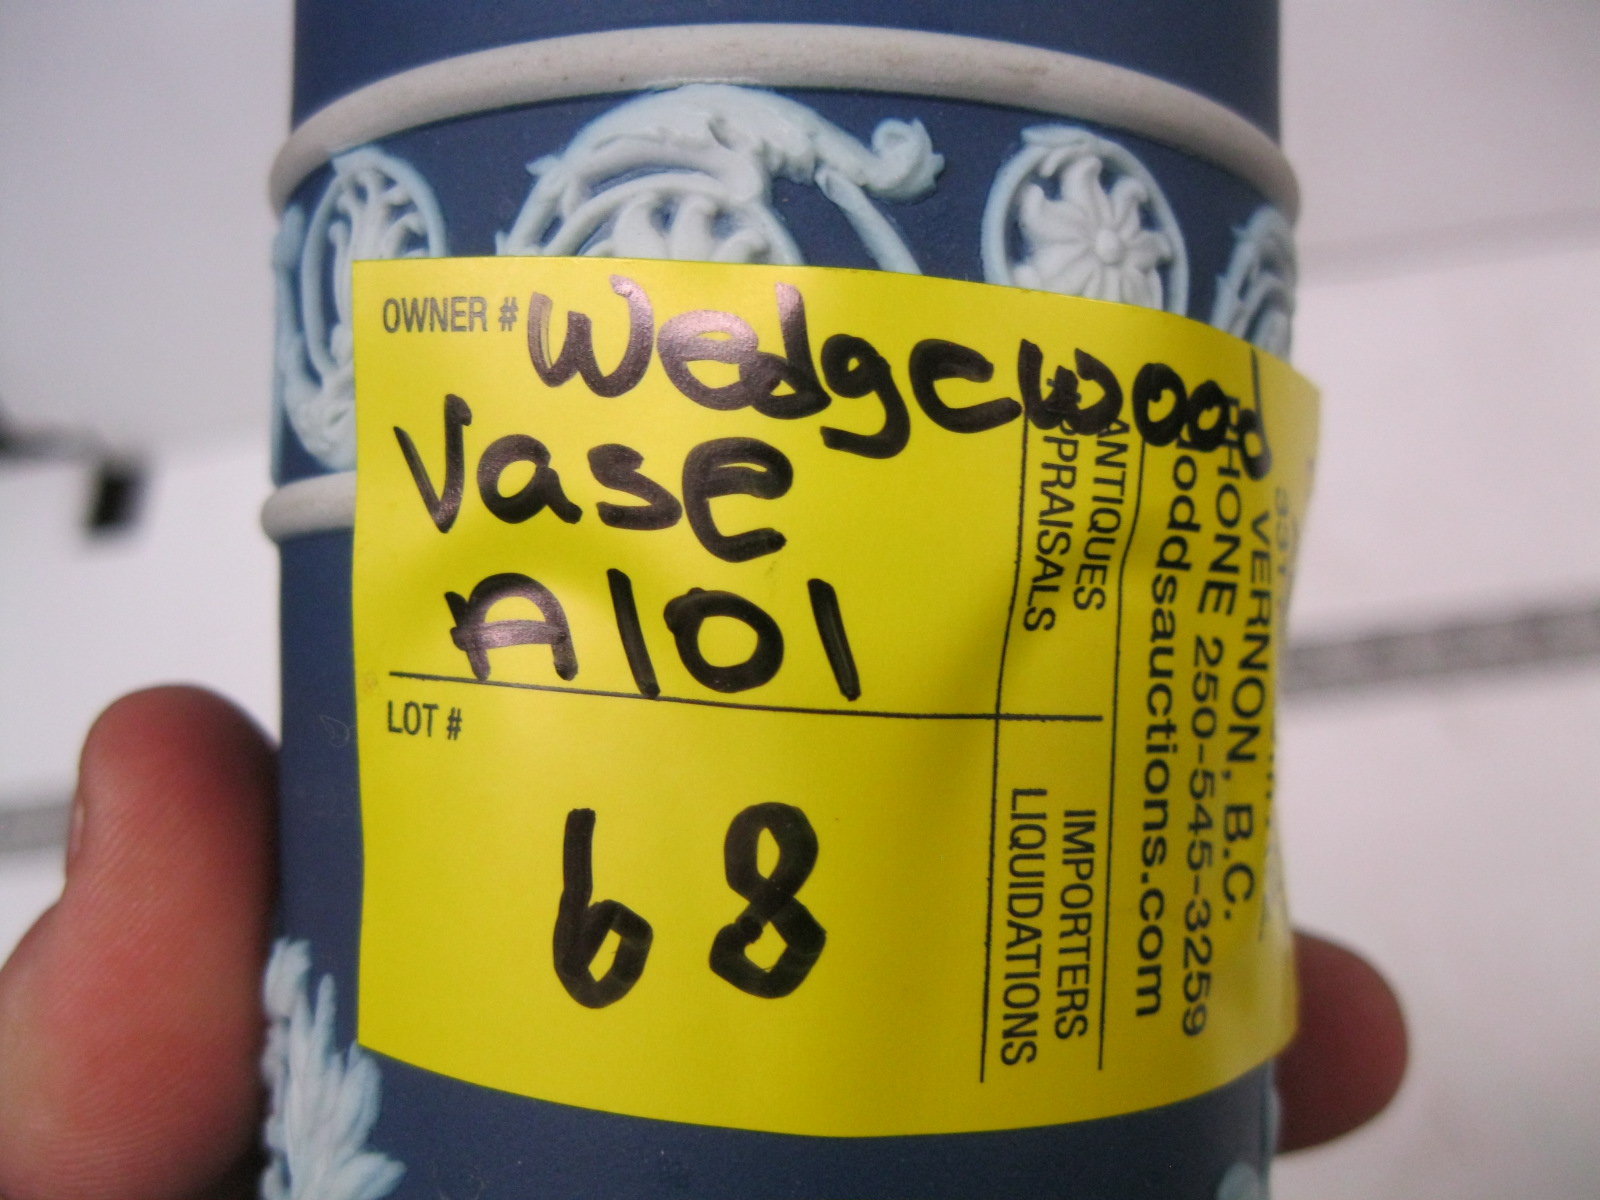 OWNER # Wedgewood
Vase
A101
LOT #
68
ANTIQUES
APPRAISALS
IMPORTERS
LIQUIDATIONS
VERNON, B.C.
PHONE 250-545-3259
doddsauctions.com